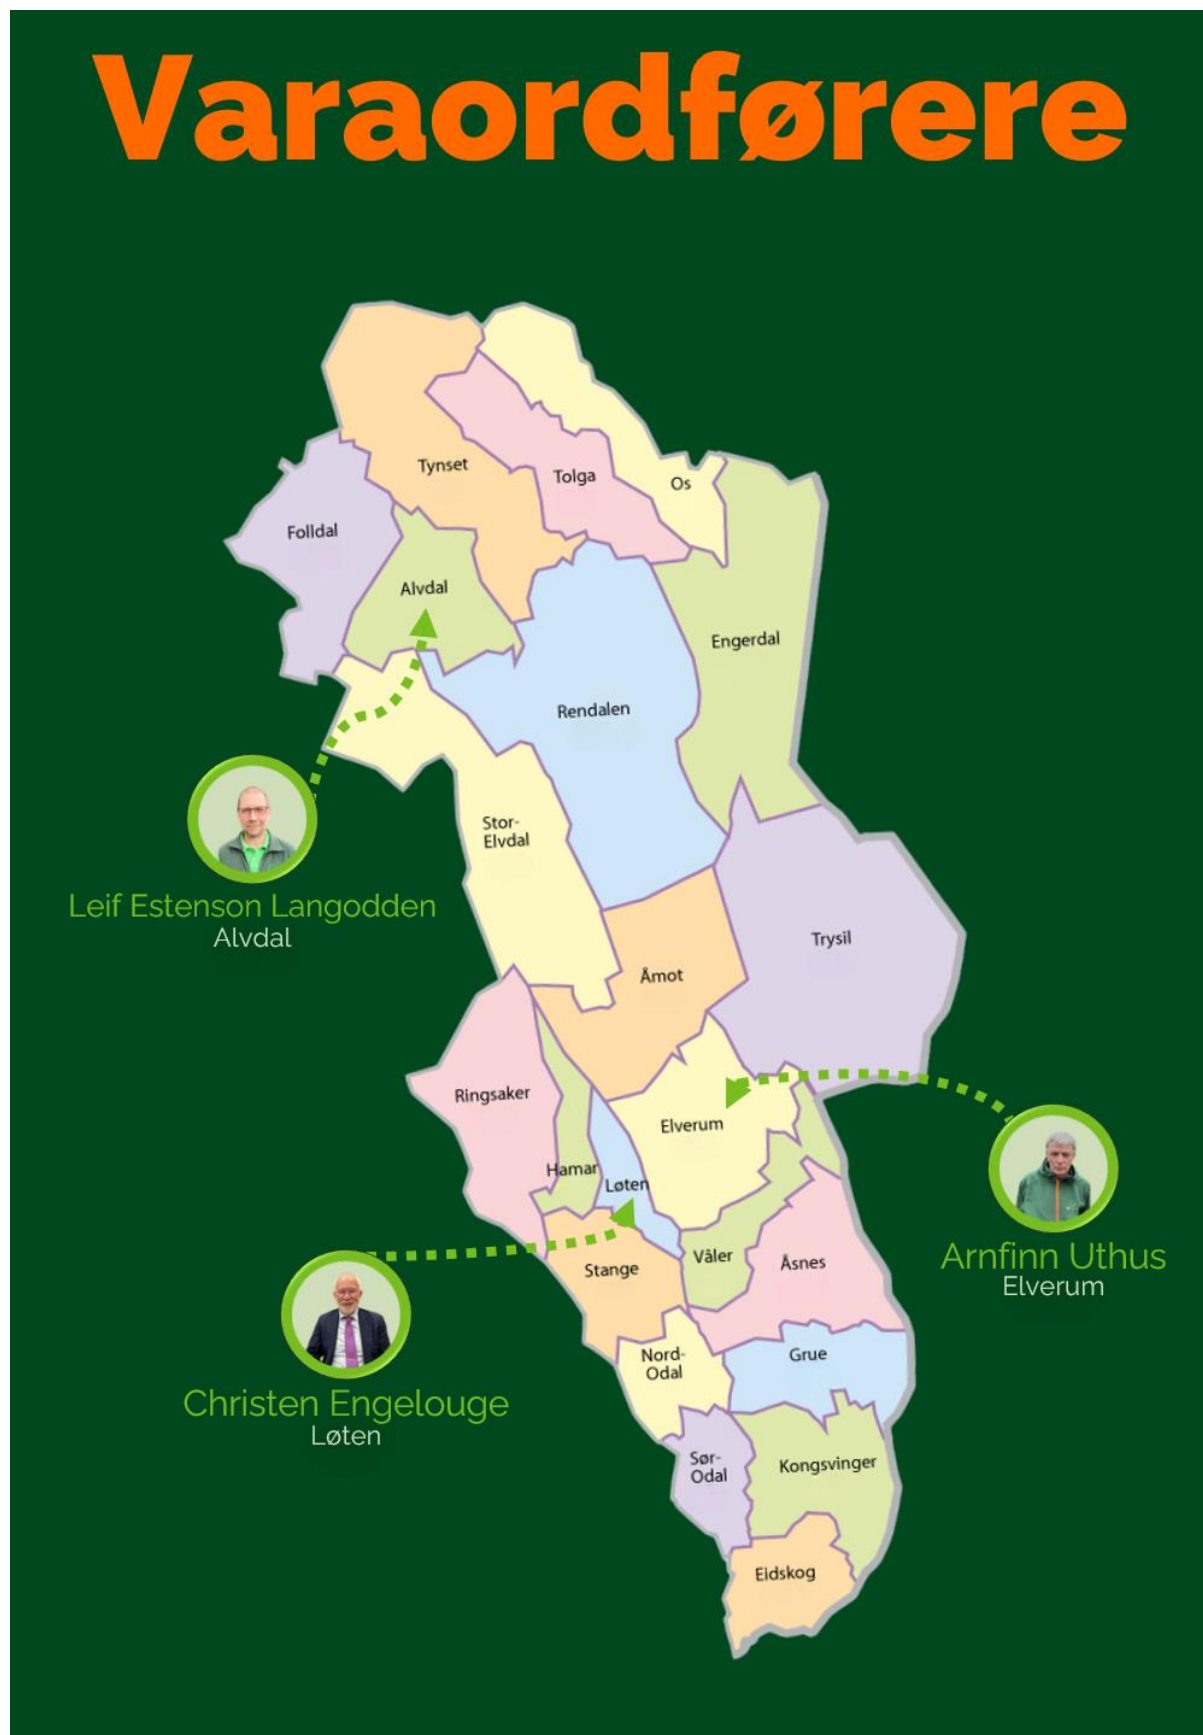 Varaordførere
Tynset
Tolga
Os
Folldal
Alvdal
Engerdal
Rendalen
Stor-
Elvdal
Leif Estenson Langodden
Alvdal
Trysil
Åmot
Ringsaker
Elverum
Hamar
Løten
Våler
Åsnes
Stange
Arnfinn Uthus
Elverum
Nord-
Odal
Grue
Christen Engelouge
Løten
Sør-
Odal
Kongsvinger
Eidskog